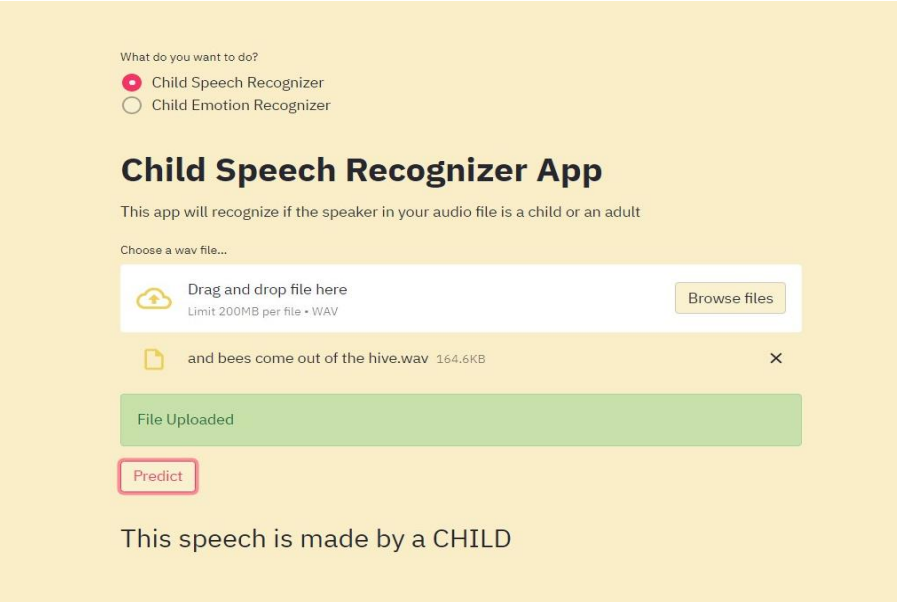 What do you want to do?
Child Speech Recognizer
Child Emotion Recognizer
Child Speech Recognizer App
This app will recognize if the speaker in your audio file is a child or an adult
Choose a wav file...
Drag and drop file here
Limit 200MB per file • WAV
Browse files
and bees come out of the hive.wav 164.6KB
File Uploaded
Predict
This speech is made by a CHILD